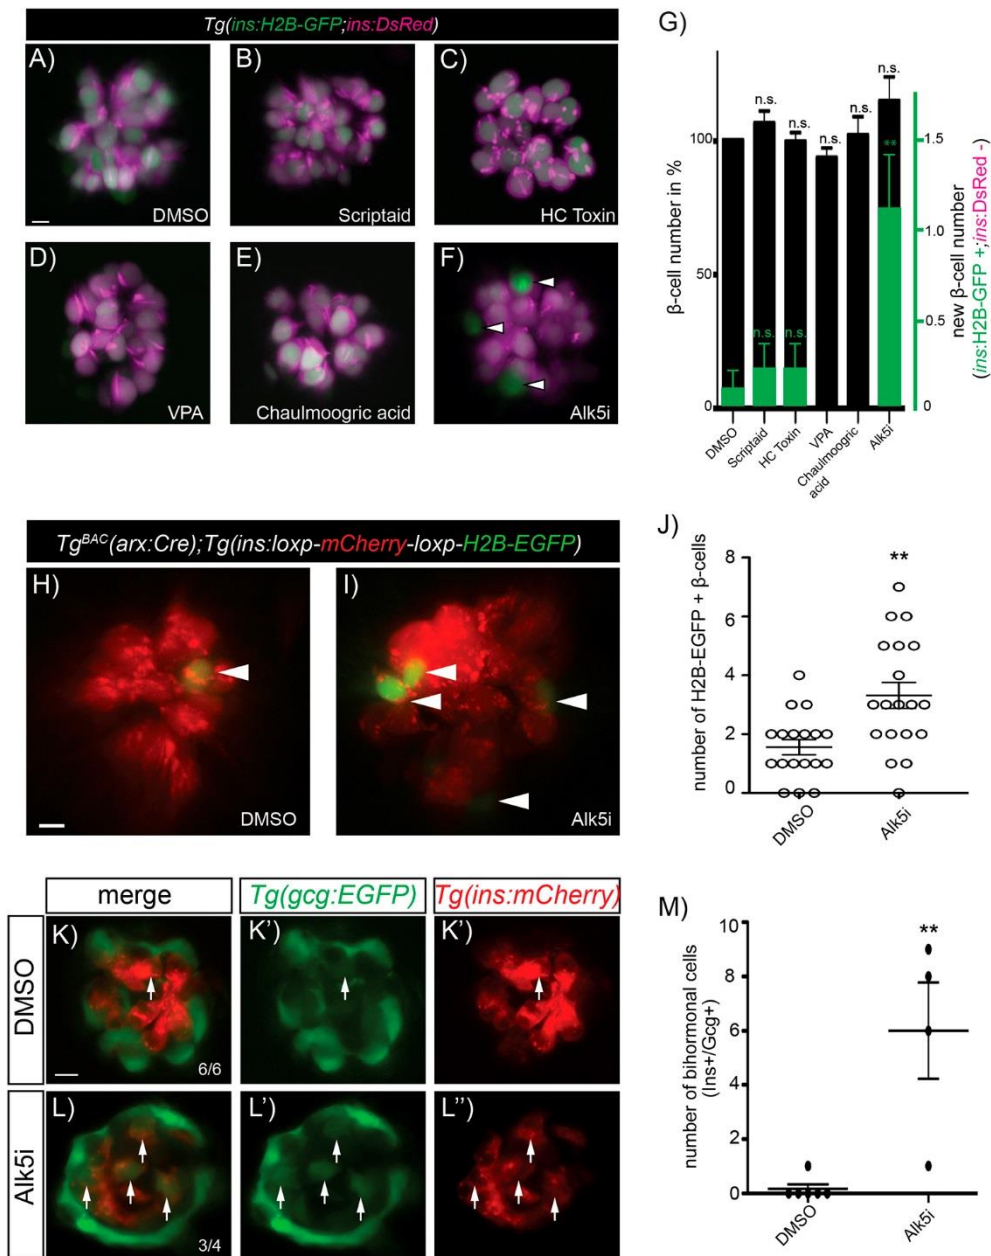 Tg(ins:H2B-GFP;ins:DsRed)
A)
DMSO
B)
Scriptaid
C)
HC Toxin
D)
VPA
E)
Chaulmoogric acid
F)
Alk5i
G)
β-cell number in %
100
50
0
n.s.
n.s.
n.s.
n.s.
n.s.
n.s.
n.s.
**
1.5
1.0
0.5
0
new β-cell number
(ins:H2B-GFP +;ins:DsRed -)
DMSO
Scriptaid
HC Toxin
VPA
Chaulmoogric
acid
Alk5i
TgBAC(arx:Cre);Tg(ins:loxp-mCherry-loxp-H2B-EGFP)
H)
DMSO
I)
Alk5i
J)
number of H2B-EGFP + β-cells
8
6
4
2
0
**
DMSO
Alk5i
merge
Tg(gcg:EGFP)
Tg(ins:mCherry)
DMSO
K)
6/6
K')
K')
Alk5i
L)
3/4
L')
L'')
M)
number of bihormonal cells
(Ins+/Gcg+)
10
8
6
4
2
0
**
DMSO
Alk5i